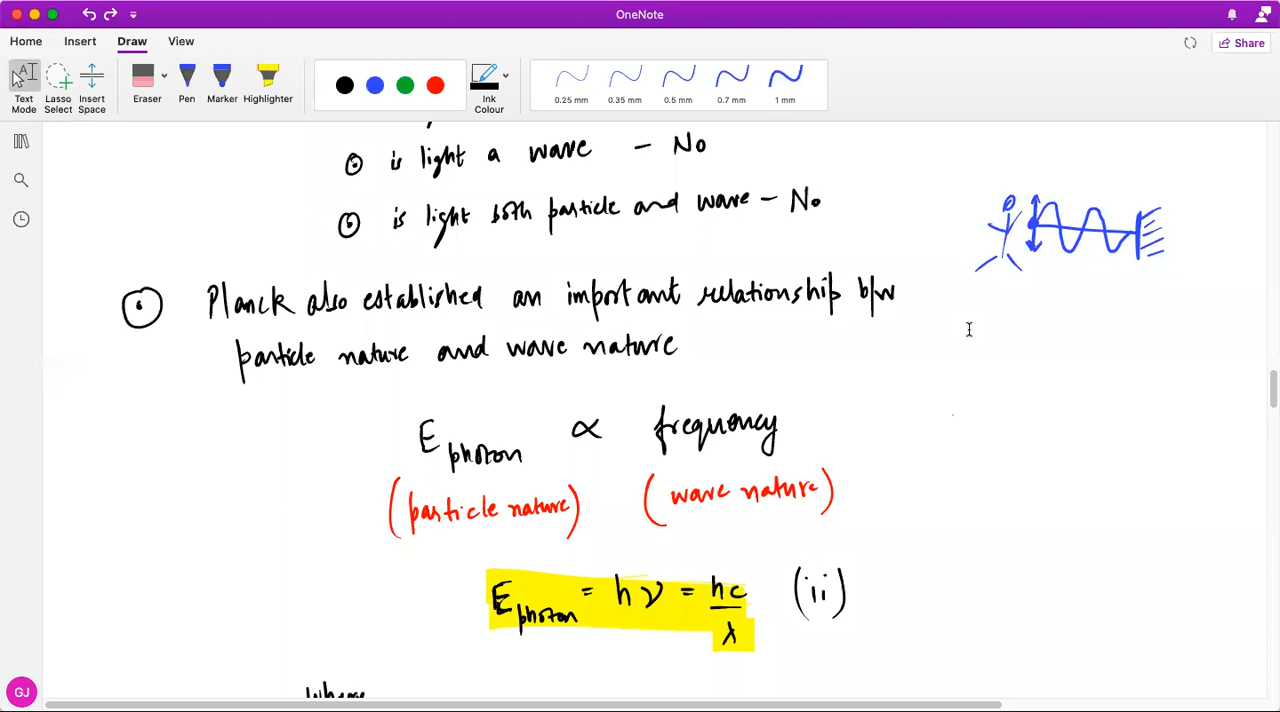 OneNote
Home Insert Draw View
Share
Text Mode
Lasso Select
Insert Space
Eraser
Pen
Marker
Highlighter
Ink Colour
0.25 mm
0.35 mm
0.5 mm
0.7 mm
1 mm
is light a wave - No
is light both particle and wave - No
Planck also established an important relationship b/w
particle nature and wave nature
E photon ∝ frequency
(particle nature) (wave nature)
E photon = hν = hc/λ (ii)
Where
GJ